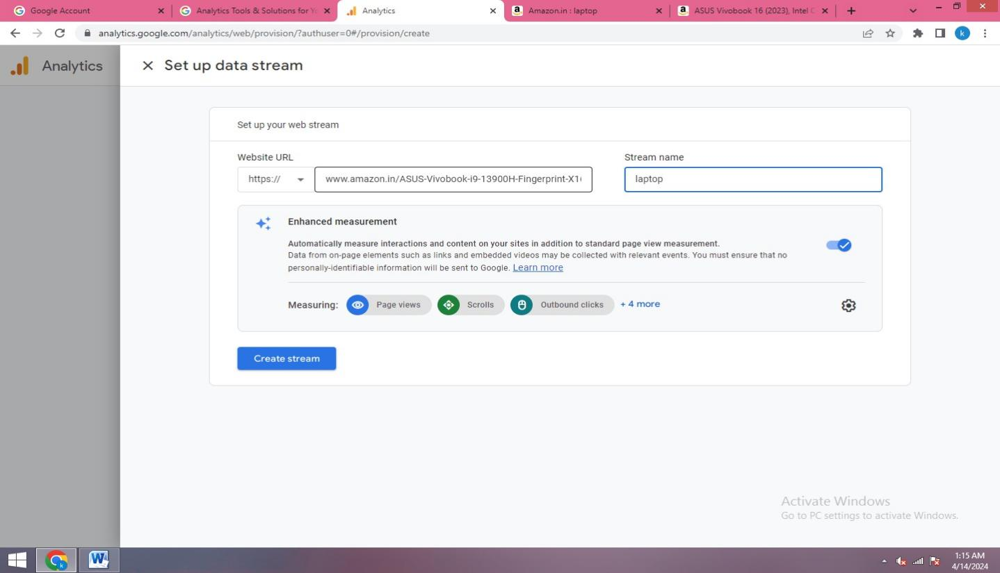 Google Account
Analytics Tools & Solutions for Yo
Analytics
Amazon.in : laptop
ASUS Vivobook 16 (2023), Intel C
analytics.google.com/analytics/web/provision/?authuser=0#/provision/create
k
Analytics
Set up data stream
Set up your web stream
Website URL
Stream name
https://
www.amazon.in/ASUS-Vivobook-i9-13900H-Fingerprint-X1
laptop
Enhanced measurement
Automatically measure interactions and content on your sites in addition to standard page view measurement.
Data from on-page elements such as links and embedded videos may be collected with relevant events. You must ensure that no
personally-identifiable information will be sent to Google. Learn more
Measuring: Page views Scrolls Outbound clicks + 4 more
Create stream
Activate Windows
Go to PC settings to activate Windows.
1:15 AM
4/14/2024